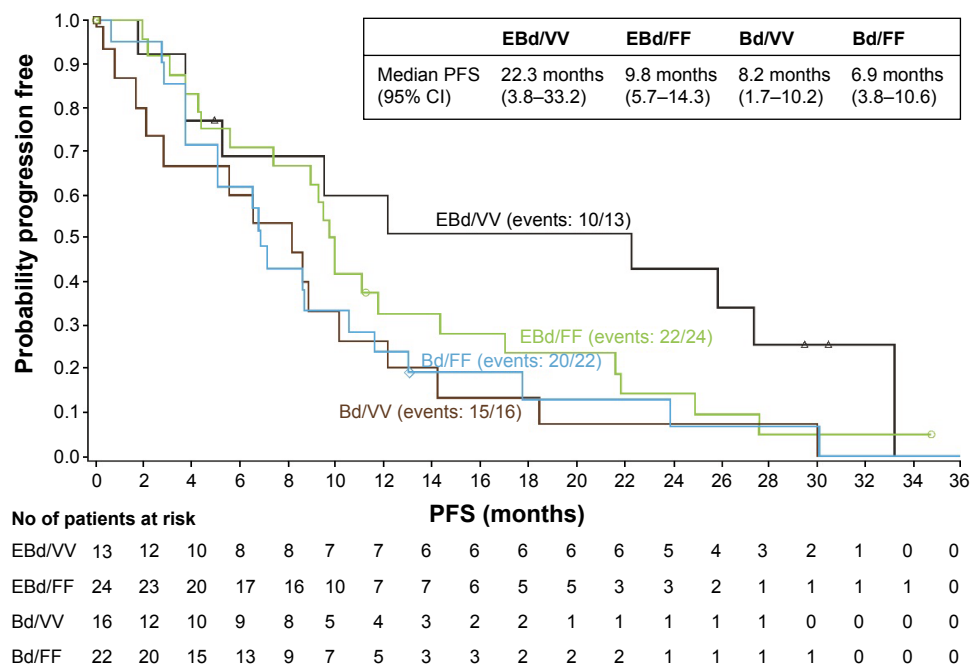 EBd/VV EBd/FF Bd/VV Bd/FF
Median PFS 22.3 months 9.8 months 8.2 months 6.9 months
(95% CI) (3.8–33.2) (5.7–14.3) (1.7–10.2) (3.8–10.6)
Probability progression free
1.0
0.9
0.8
0.7
0.6
0.5
0.4
0.3
0.2
0.1
0.0
EBd/VV (events: 10/13)
EBd/FF (events: 22/24)
Bd/FF (events: 20/22)
Bd/VV (events: 15/16)
0 2 4 6 8 10 12 14 16 18 20 22 24 26 28 30 32 34 36
PFS (months)
No of patients at risk
EBd/VV 13 12 10 8 8 7 7 6 6 6 6 6 5 4 3 2 1 0 0
EBd/FF 24 23 20 17 16 10 7 7 6 5 5 3 3 2 1 1 1 1 0
Bd/VV 16 12 10 9 8 5 4 3 2 2 1 1 1 1 1 0 0 0 0
Bd/FF 22 20 15 13 9 7 5 3 3 2 2 2 1 1 1 1 0 0 0